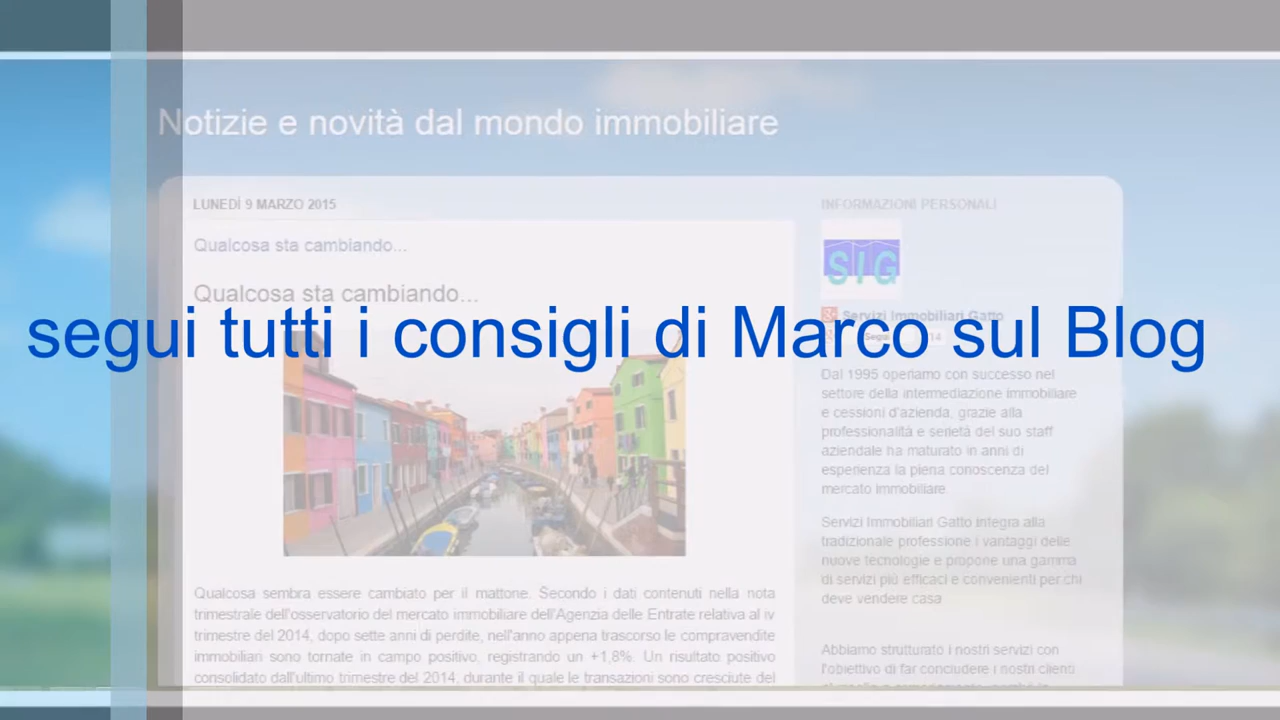 Notizie e novità dal mondo immobiliare
LUNEDÌ 9 MARZO 2015
Qualcosa sta cambiando...
Qualcosa sta cambiando...
segui tutti i consigli di Marco sul Blog
Qualcosa sembra essere cambiato per il mattone. Secondo i dati contenuti nella nota
trimestrale dell'osservatorio del mercato immobiliare dell'Agenzia delle Entrate relativa al iv
trimestre del 2014, dopo sette anni di perdite, nell'anno appena trascorso le compravendite
immobiliari sono tornate in campo positivo, registrando un +1,8%. Un risultato positivo
consolidato dall'ultimo trimestre del 2014, durante il quale le transazioni sono cresciute del
INFORMAZIONI PERSONALI
SIG
Servizi Immobiliari Gatto
Segui 14
Dal 1995 operiamo con successo nel
settore della intermediazione immobiliare
e cessioni d'azienda, grazie alla
professionalità e serietà del suo staff
aziendale ha maturato in anni di
esperienza la piena conoscenza del
mercato immobiliare.
Servizi Immobiliari Gatto integra alla
tradizionale professione i vantaggi delle
nuove tecnologie e propone una gamma
di servizi più efficaci e convenienti per chi
deve vendere casa
Abbiamo strutturato i nostri servizi con
l'obiettivo di far concludere i nostri clienti